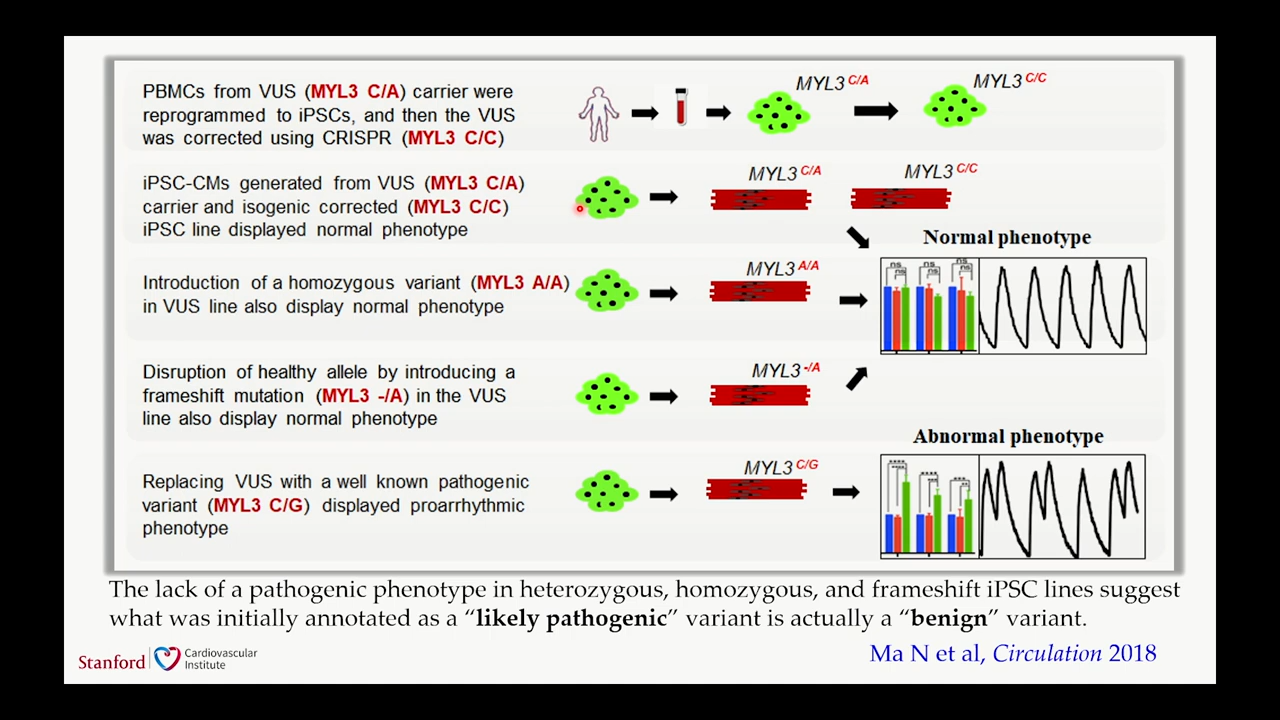 PBMCs from VUS (MYL3 C/A) carrier were
reprogrammed to iPSCs, and then the VUS
was corrected using CRISPR (MYL3 C/C)
MYL3 C/A
MYL3 C/C
iPSC-CMs generated from VUS (MYL3 C/A)
carrier and isogenic corrected (MYL3 C/C)
iPSC line displayed normal phenotype
MYL3 C/A
MYL3 C/C
Normal phenotype
ns
ns
ns
ns
ns
ns
Introduction of a homozygous variant (MYL3 A/A)
in VUS line also display normal phenotype
MYL3 A/A
Disruption of healthy allele by introducing a
frameshift mutation (MYL3 -/A) in the VUS
line also display normal phenotype
MYL3 -/A
Abnormal phenotype
**** 
****
****
***
***
**
Replacing VUS with a well known pathogenic
variant (MYL3 C/G) displayed proarrhythmic
phenotype
MYL3 C/G
The lack of a pathogenic phenotype in heterozygous, homozygous, and frameshift iPSC lines suggest
what was initially annotated as a “likely pathogenic” variant is actually a “benign” variant.
Stanford
Cardiovascular
Institute
Ma N et al, Circulation 2018